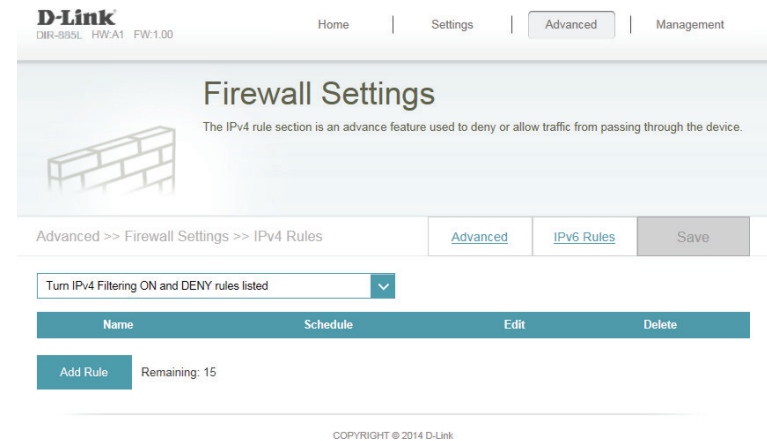 D-Link
DIR-885L HW:A1 FW:1.00
Home
Settings
Advanced
Management
Firewall Settings
The IPv4 rule section is an advance feature used to deny or allow traffic from passing through the device.
Advanced >> Firewall Settings >> IPv4 Rules
Advanced
IPv6 Rules
Save
Turn IPv4 Filtering ON and DENY rules listed
Name Schedule Edit Delete
Add Rule Remaining: 15
COPYRIGHT © 2014 D-Link